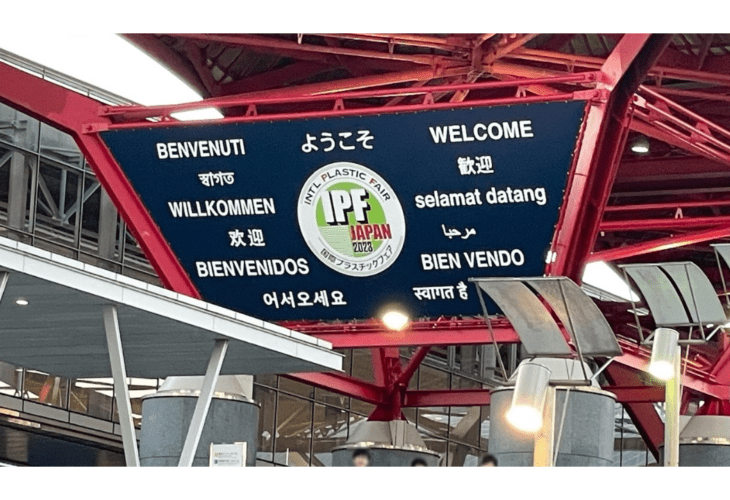 BENVENUTI
ようこそ
WELCOME
স্বাগত
歓迎
WILLKOMMEN
selamat datang
欢迎
مرحبا
BIENVENIDOS
BIEN VENDO
어서오세요
स्वागत है
INT'L PLASTIC FAIR
IPF
JAPAN
2023
国際プラスチックフェア